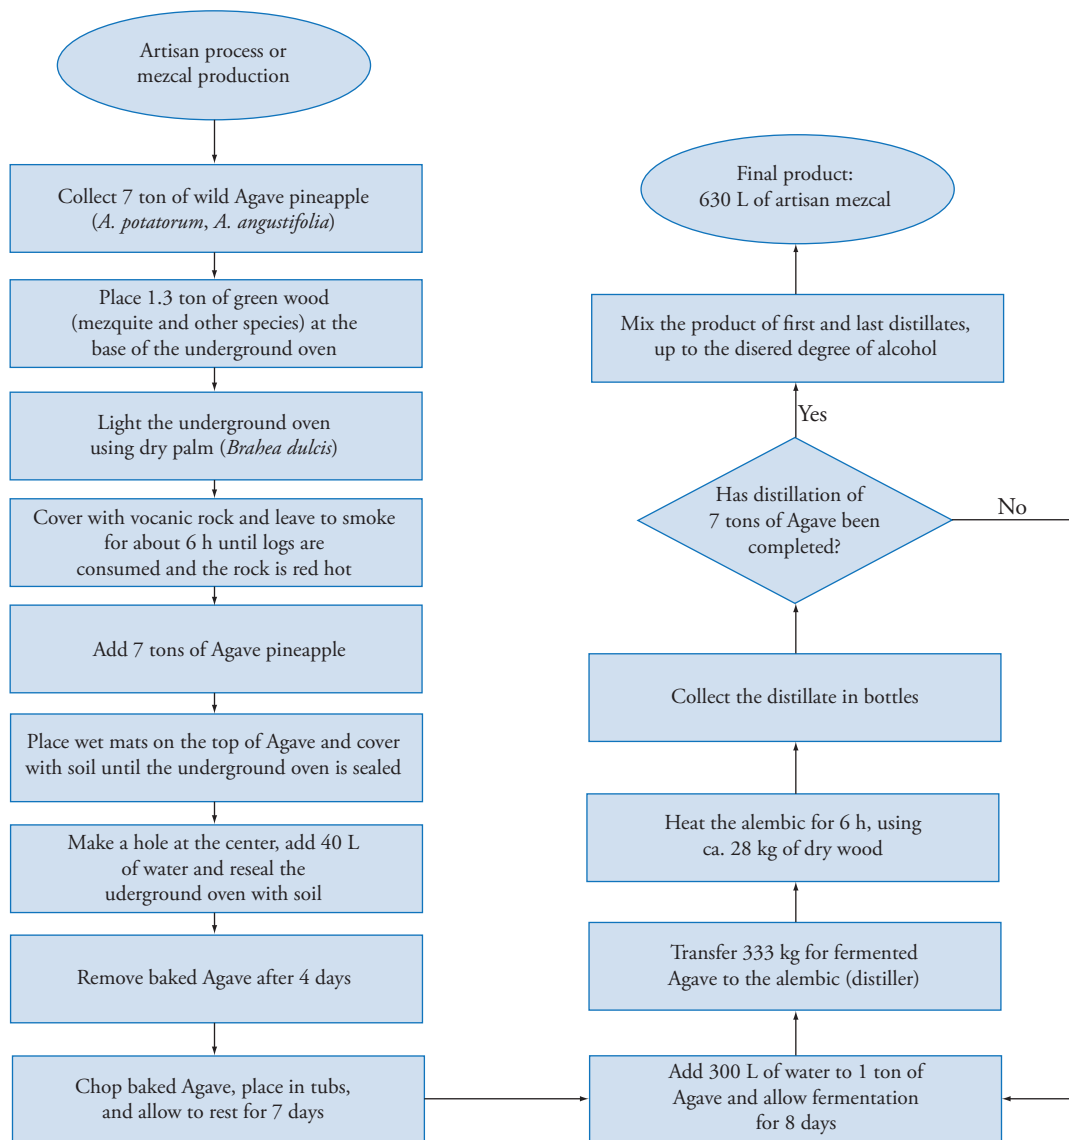 Artisan process or
mezcal production
Collect 7 ton of wild Agave pineapple
(A. potatorum, A. angustifolia)
Place 1.3 ton of green wood
(mezquite and other species) at the
base of the underground oven
Light the underground oven
using dry palm (Brahea dulcis)
Cover with vocanic rock and leave to smoke
for about 6 h until logs are
consumed and the rock is red hot
Add 7 tons of Agave pineapple
Place wet mats on the top of Agave and cover
with soil until the underground oven is sealed
Make a hole at the center, add 40 L
of water and reseal the
uderground oven with soil
Remove baked Agave after 4 days
Chop baked Agave, place in tubs,
and allow to rest for 7 days
Add 300 L of water to 1 ton of
Agave and allow fermentation
for 8 days
Transfer 333 kg for fermented
Agave to the alembic (distiller)
Heat the alembic for 6 h, using
ca. 28 kg of dry wood
Collect the distillate in bottles
Has distillation of
7 tons of Agave been
completed?
No
Yes
Mix the product of first and last distillates,
up to the disered degree of alcohol
Final product:
630 L of artisan mezcal